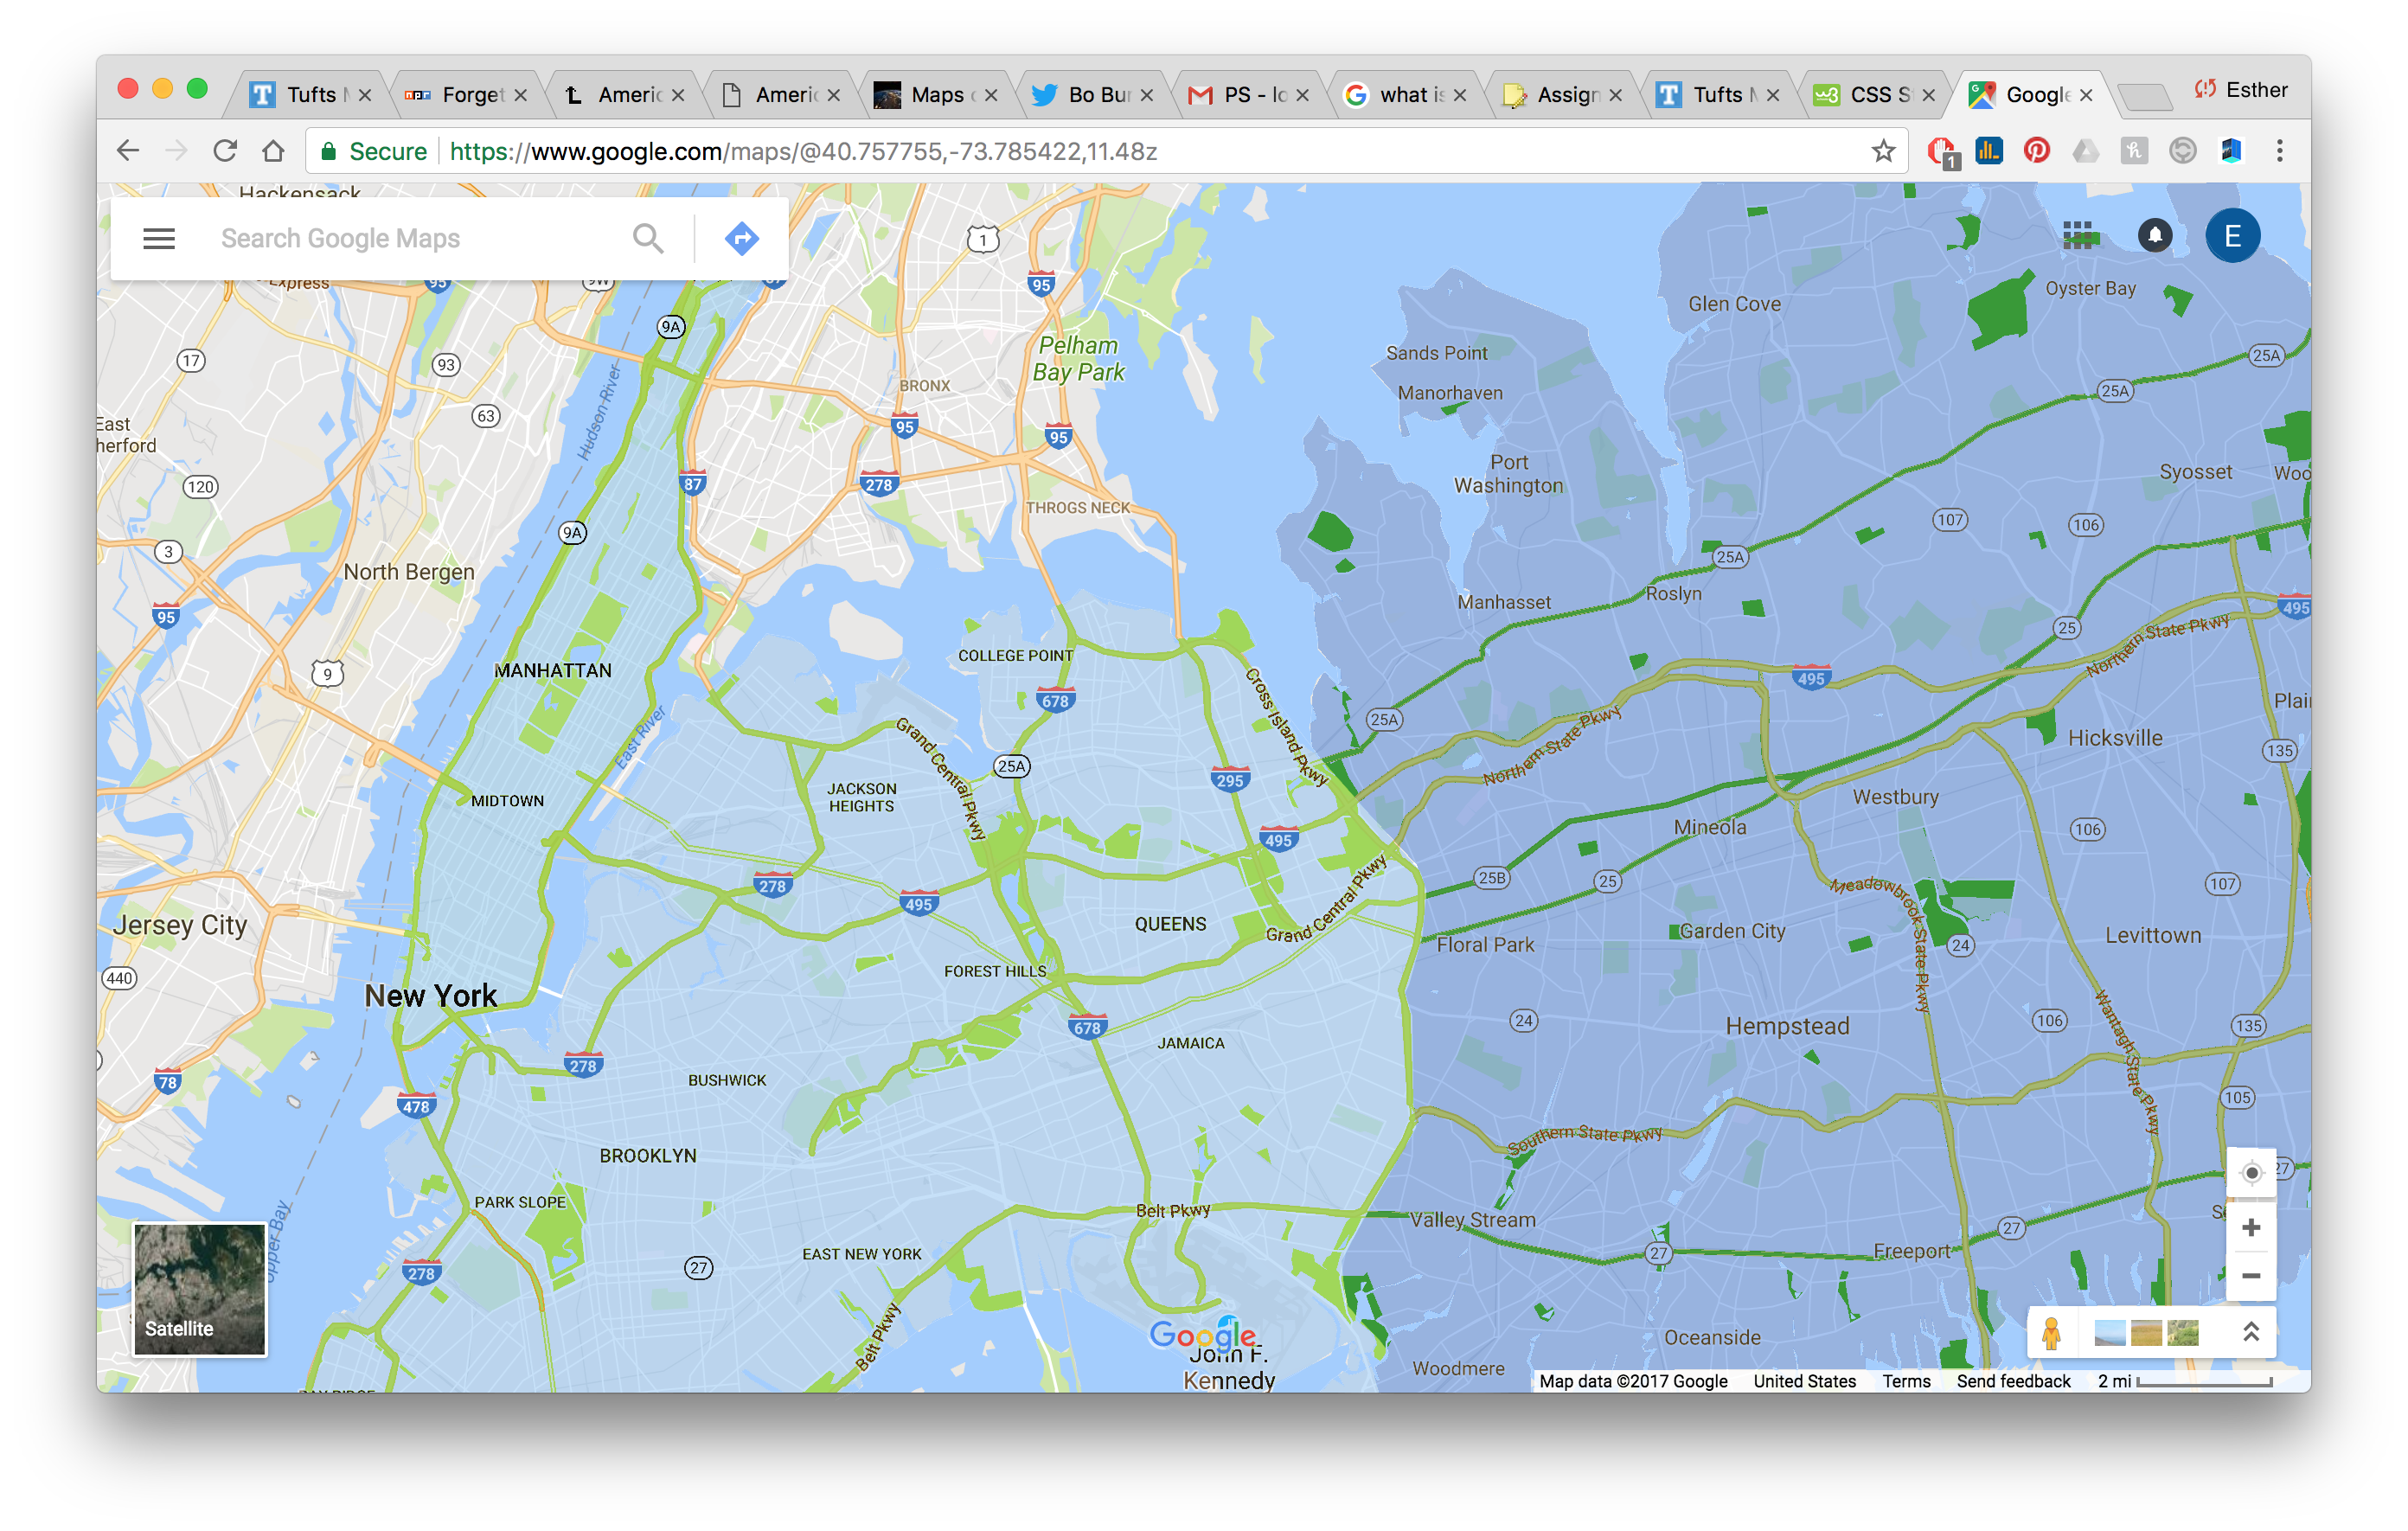 Tufts M
Forget
Americ
Americ
Maps o
Bo Bur
PS - lo
what is
Assign
Tufts M
CSS S
Google
Esther
Secure
https://www.google.com/maps/@40.757755,-73.785422,11.48z
1
Hackensack
Search Google Maps
E
Express
95
9W
87
1
95
Glen Cove
Oyster Bay
9A
17
93
Pelham
Bay Park
Sands Point
25A
BRONX
Manorhaven
25A
63
Hudson River
95
95
East
herford
Port
Washington
Syosset
Woo
120
87
278
THROGS NECK
107
106
9A
3
North Bergen
25A
Roslyn
Manhasset
95
495
25
Northern State Pkwy
COLLEGE POINT
MANHATTAN
9
Cross Island Pkwy
495
678
Plai
25A
Northern State Pkwy
East River
Grand Central Pkwy
Hicksville
135
25A
295
JACKSON
HEIGHTS
MIDTOWN
Westbury
Mineola
106
495
278
495
25B
25
Meadowbrook State Pkwy
107
Jersey City
QUEENS
Grand Central Pkwy
Floral Park
Garden City
24
Levittown
440
FOREST HILLS
New York
678
24
Hempstead
106
135
Wantagh State Pkwy
JAMAICA
278
78
BUSHWICK
478
105
BROOKLYN
Southern State Pkwy
27
PARK SLOPE
Belt Pkwy
Valley Stream
Upper Bay
27
EAST NEW YORK
27
Freeport
27
278
Satellite
Belt Pkwy
Google
John F.
Kennedy
Oceanside
Woodmere
BAY RIDGE
Map data ©2017 Google United States Terms Send feedback 2 mi